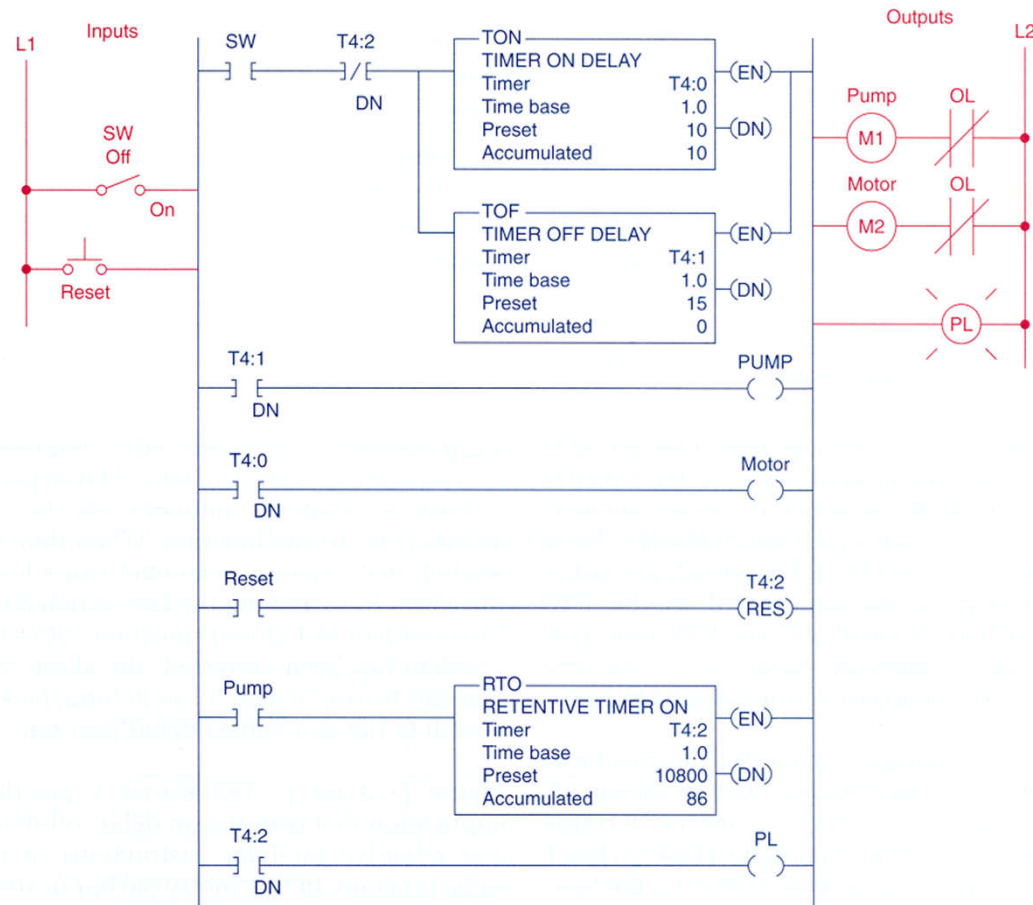 Inputs
Outputs
L1
L2
SW
Off
On
Reset
SW
T4:2
DN
TON
TIMER ON DELAY
Timer T4:0
Time base 1.0
Preset 10
Accumulated 10
(EN)
(DN)
TOF
TIMER OFF DELAY
Timer T4:1
Time base 1.0
Preset 15
Accumulated 0
(EN)
(DN)
Pump
OL
M1
Motor
OL
M2
PL
T4:1
DN
PUMP
T4:0
DN
Motor
Reset
T4:2
(RES)
Pump
RTO
RETENTIVE TIMER ON
Timer T4:2
Time base 1.0
Preset 10800
Accumulated 86
(EN)
(DN)
T4:2
DN
PL